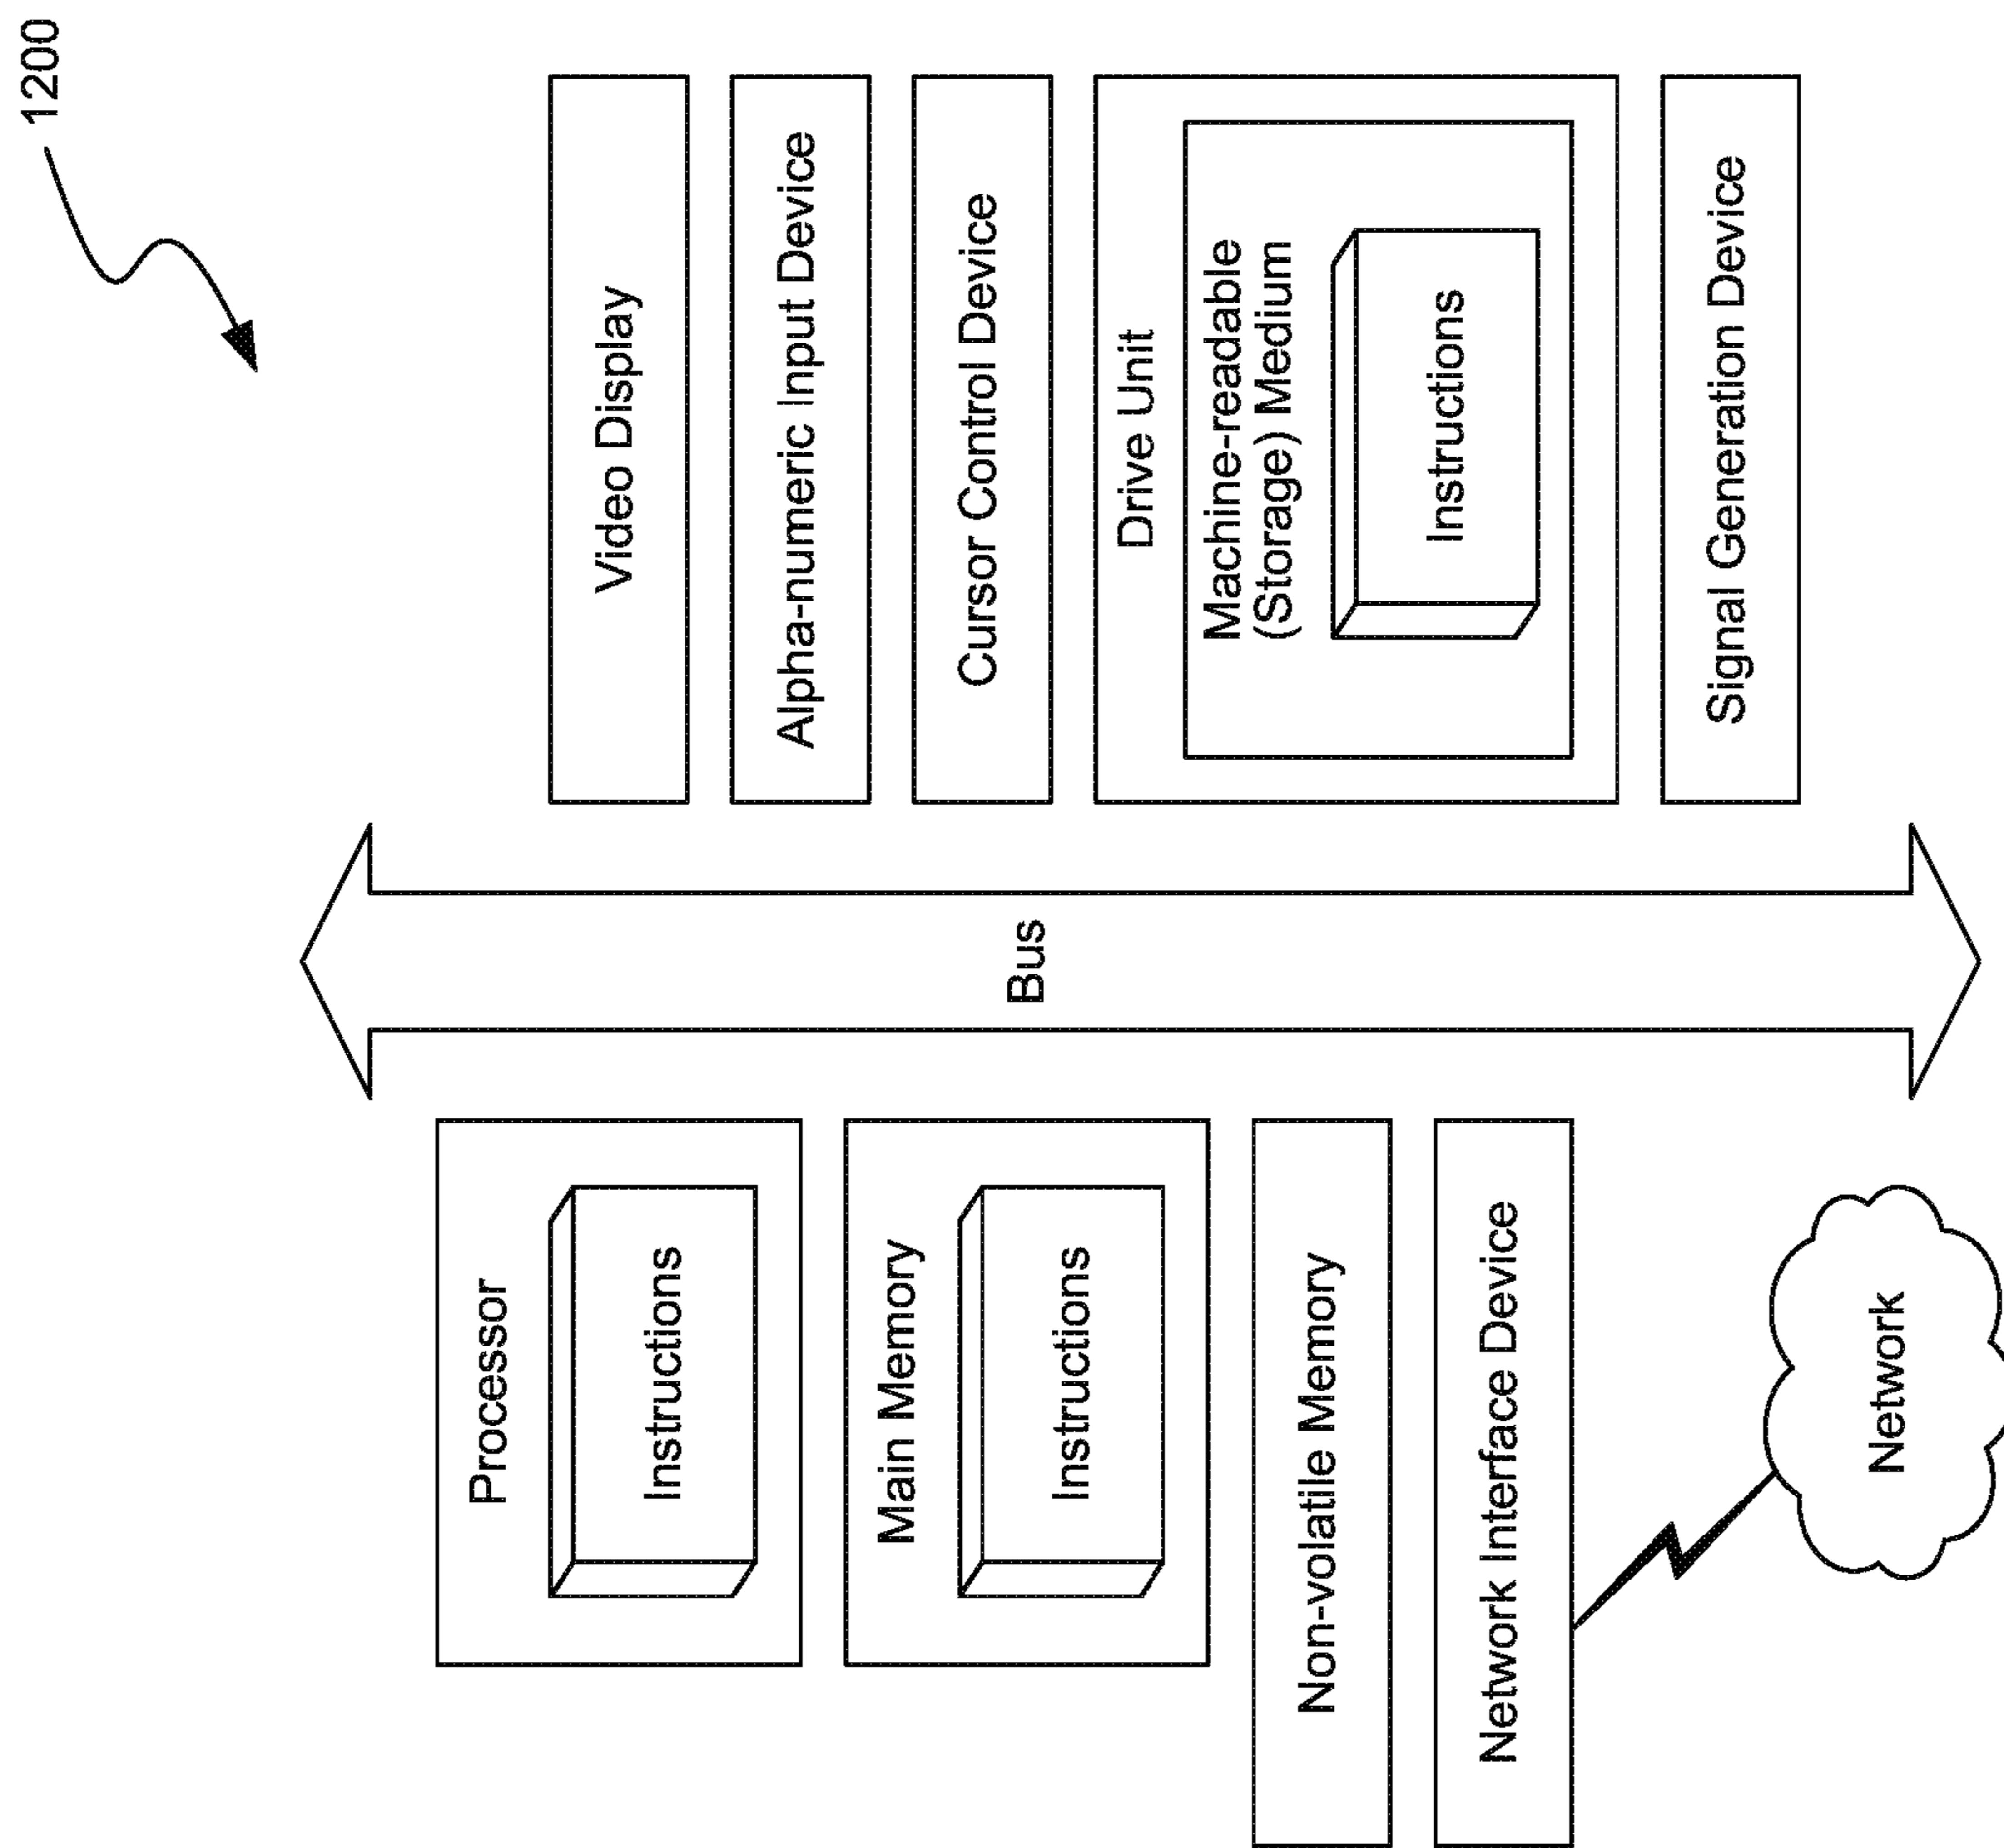 1200
Processor
Instructions
Main Memory
Instructions
Non-volatile Memory
Network Interface Device
Network
Bus
Video Display
Alpha-numeric Input Device
Cursor Control Device
Drive Unit
Machine-readable
(Storage) Medium
Instructions
Signal Generation Device